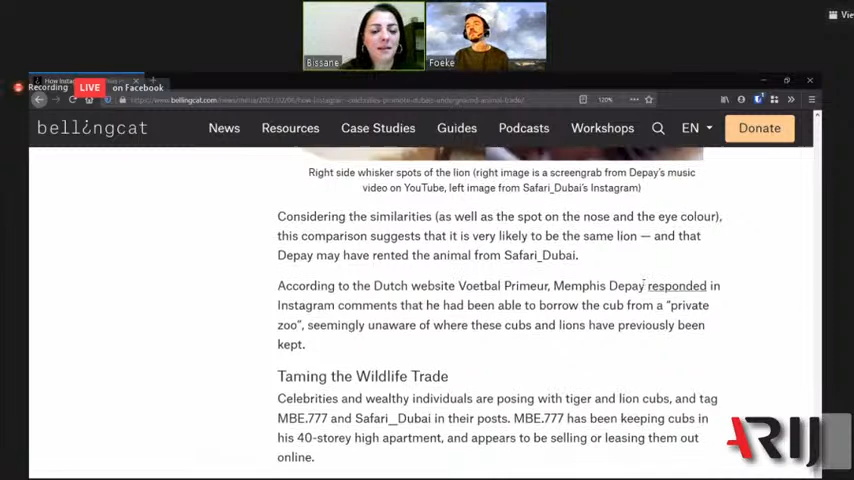 Bissane
Foeke
Vie
How Insta
Recording
LIVE
on Facebook
120%
bellingcat
News
Resources
Case Studies
Guides
Podcasts
Workshops
EN
Donate
Right side whisker spots of the lion (right image is a screengrab from Depay's music
video on YouTube, left image from Safari_Dubai's Instagram)
Considering the similarities (as well as the spot on the nose and the eye colour),
this comparison suggests that it is very likely to be the same lion — and that
Depay may have rented the animal from Safari_Dubai.
According to the Dutch website Voetbal Primeur, Memphis Depay responded in
Instagram comments that he had been able to borrow the cub from a "private
zoo", seemingly unaware of where these cubs and lions have previously been
kept.
Taming the Wildlife Trade
Celebrities and wealthy individuals are posing with tiger and lion cubs, and tag
MBE.777 and Safari_Dubai in their posts. MBE.777 has been keeping cubs in
his 40-storey high apartment, and appears to be selling or leasing them out
online.
ARIJ